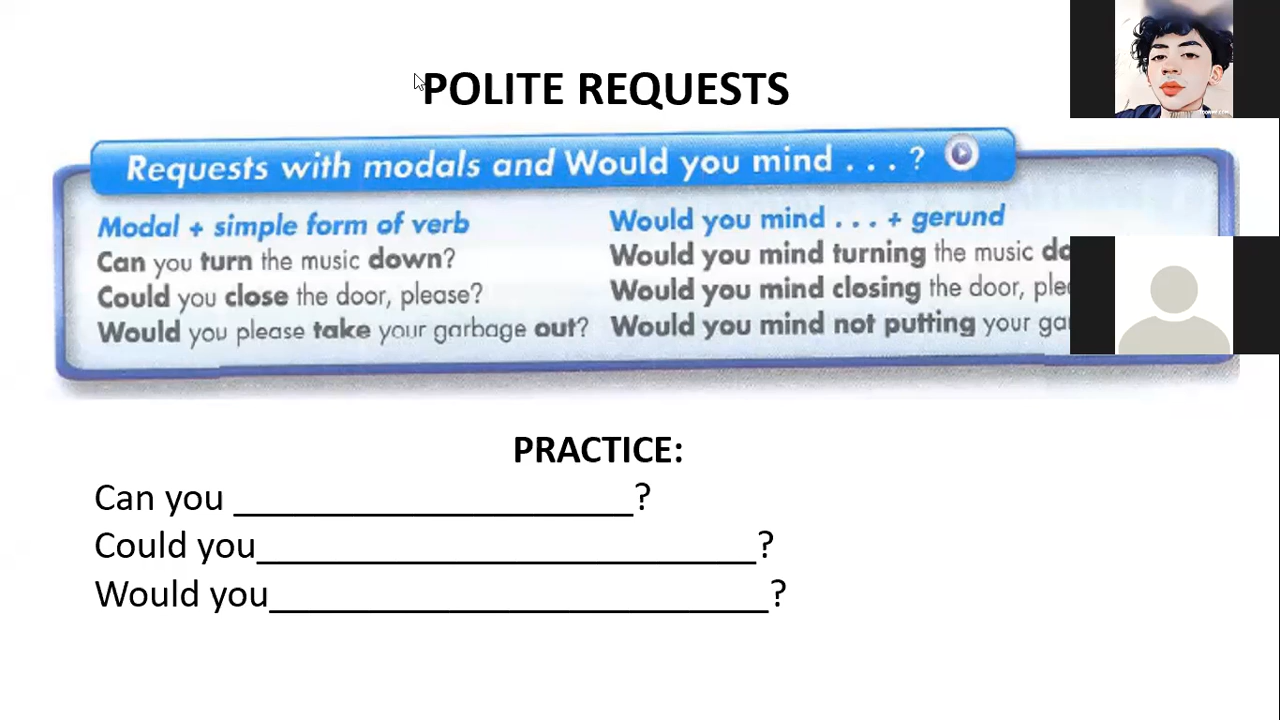 POLITE REQUESTS
Requests with modals and Would you mind . . . ?
Modal + simple form of verb
Can you turn the music down?
Could you close the door, please?
Would you please take your garbage out?
Would you mind . . . + gerund
Would you mind turning the music
Would you mind closing the door,
Would you mind not putting your
PRACTICE:
Can you ____________________?
Could you_________________________?
Would you_________________________?